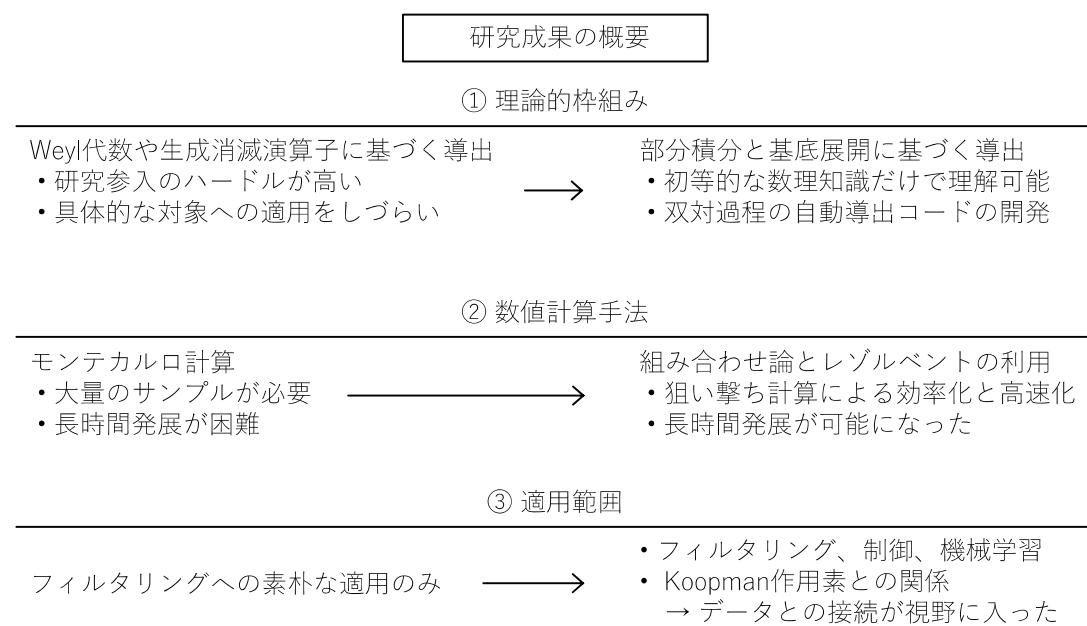 研究成果の概要
① 理論的枠組み
Weyl代数や生成消滅演算子に基づく導出
・研究参入のハードルが高い
・具体的な対象への適用をしづらい
部分積分と基底展開に基づく導出
・初等的な数理知識だけで理解可能
・双対過程の自動導出コードの開発
② 数値計算手法
モンテカルロ計算
・大量のサンプルが必要
・長時間発展が困難
組み合わせ論とレゾルベントの利用
・狙い撃ち計算による効率化と高速化
・長時間発展が可能になった
③ 適用範囲
フィルタリングへの素朴な適用のみ
・フィルタリング、制御、機械学習
・Koopman作用素との関係
→ データとの接続が視野に入った